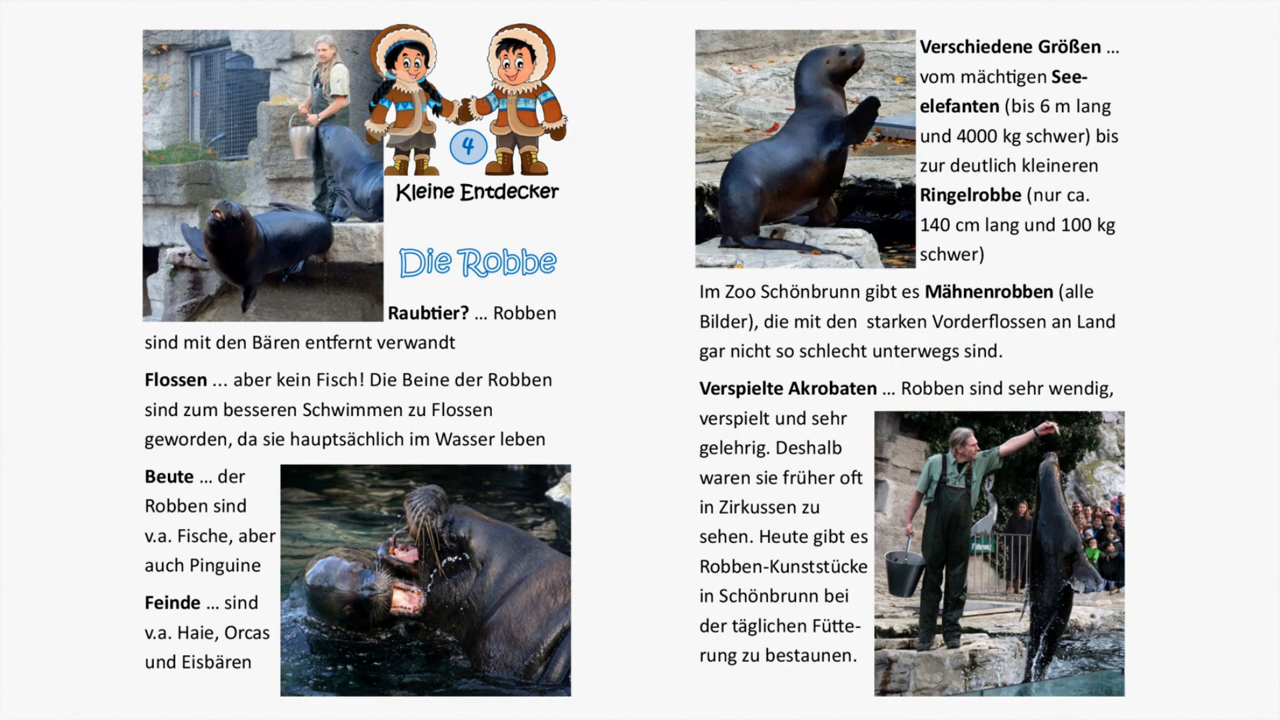 4
Kleine Entdecker
Die Robbe
Raubtier? ... Robben
sind mit den Bären entfernt verwandt
Flossen ... aber kein Fisch! Die Beine der Robben
sind zum besseren Schwimmen zu Flossen
geworden, da sie hauptsächlich im Wasser leben
Beute ... der
Robben sind
v.a. Fische, aber
auch Pinguine
Feinde ... sind
v.a. Haie, Orcas
und Eisbären
Verschiedene Größen ...
vom mächtigen See-
elefanten (bis 6 m lang
und 4000 kg schwer) bis
zur deutlich kleineren
Ringelrobbe (nur ca.
140 cm lang und 100 kg
schwer)
Im Zoo Schönbrunn gibt es Mähnenrobben (alle
Bilder), die mit den starken Vorderflossen an Land
gar nicht so schlecht unterwegs sind.
Verspielte Akrobaten ... Robben sind sehr wendig,
verspielt und sehr
gelehrig. Deshalb
waren sie früher oft
in Zirkussen zu
sehen. Heute gibt es
Robben-Kunststücke
in Schönbrunn bei
der täglichen Fütte-
rung zu bestaunen.
Fütterung